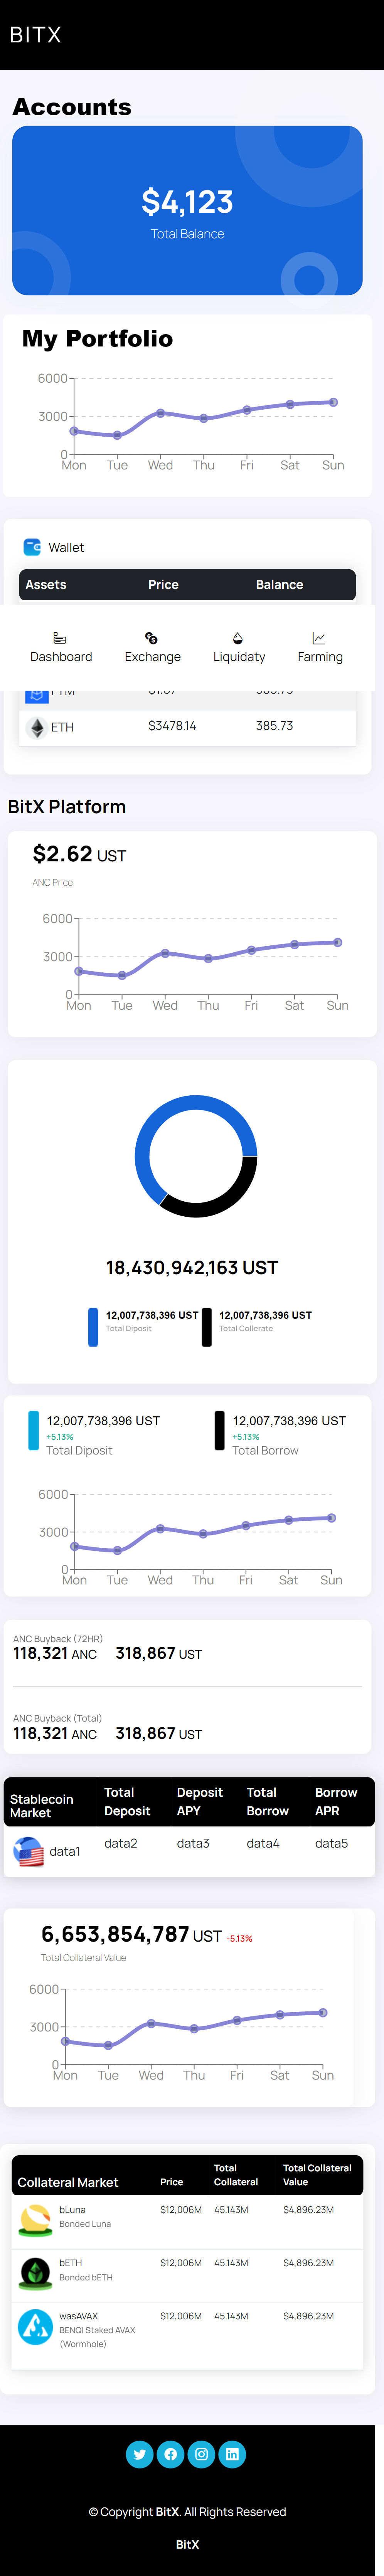 BITX
Accounts
$4,123
Total Balance
My Portfolio
6000
3000
0
Mon Tue Wed Thu Fri Sat Sun
Wallet
Assets Price Balance
Dashboard Exchange Liquidaty Farming
ETH $3478.14 385.73
BitX Platform
$2.62 UST
ANC Price
6000
3000
0
Mon Tue Wed Thu Fri Sat Sun
18,430,942,163 UST
12,007,738,396 UST 12,007,738,396 UST
Total Diposit Total Collerate
12,007,738,396 UST 12,007,738,396 UST
+5.13% +5.13%
Total Diposit Total Borrow
6000
3000
0
Mon Tue Wed Thu Fri Sat Sun
ANC Buyback (72HR)
118,321 ANC 318,867 UST
ANC Buyback (Total)
118,321 ANC 318,867 UST
Stablecoin Market Total Deposit Deposit APY Total Borrow Borrow APR
data1 data2 data3 data4 data5
6,653,854,787 UST -5.13%
Total Collateral Value
6000
3000
0
Mon Tue Wed Thu Fri Sat Sun
Collateral Market Price Total Collateral Total Collateral Value
bLuna $12,006M 45.143M $4,896.23M
Bonded Luna
bETH $12,006M 45.143M $4,896.23M
Bonded bETH
wasAVAX $12,006M 45.143M $4,896.23M
BENQI Staked AVAX
(Wormhole)
© Copyright BitX. All Rights Reserved
BitX